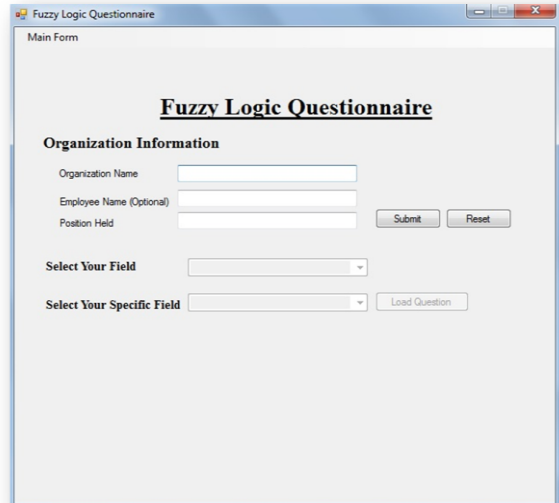 Fuzzy Logic Questionnaire
Main Form
Fuzzy Logic Questionnaire
Organization Information
Organization Name
Employee Name (Optional)
Position Held
Submit Reset
Select Your Field
Select Your Specific Field Load Question